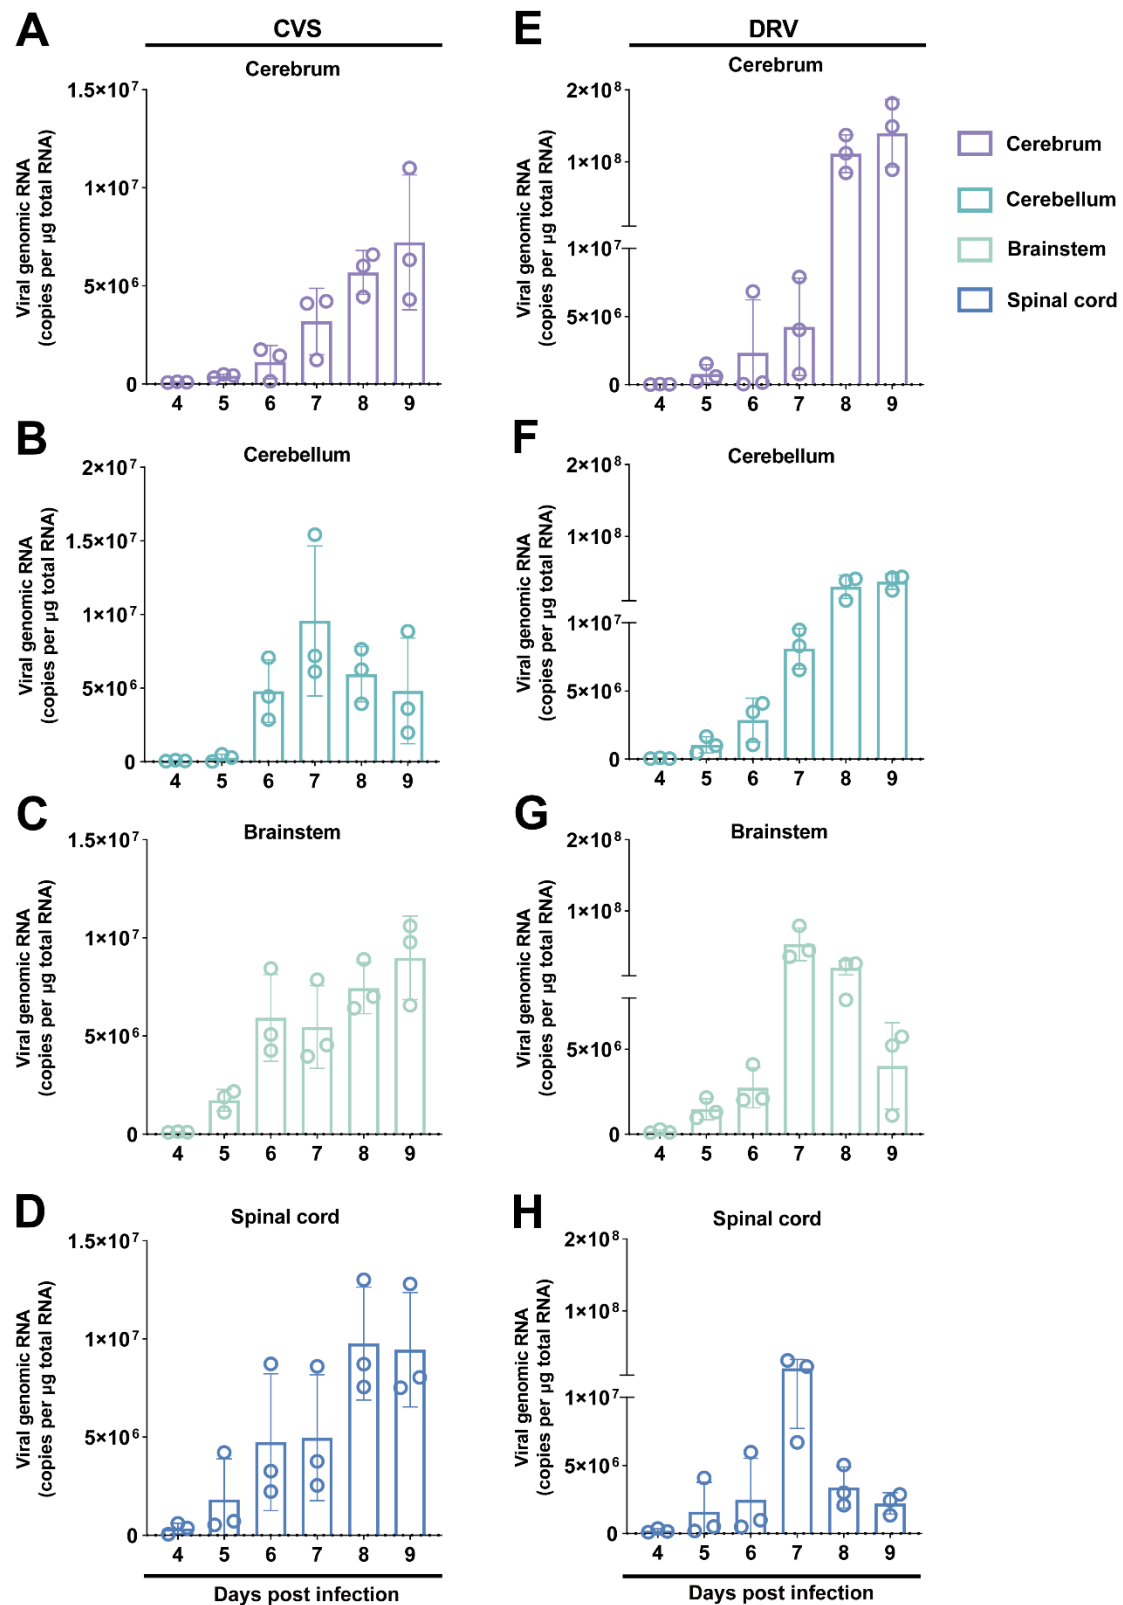 A
CVS
Cerebrum
Viral genomic RNA
(copies per µg total RNA)
1.5×10⁷
1×10⁷
5×10⁶
0
4 5 6 7 8 9
E
DRV
Cerebrum
Viral genomic RNA
(copies per µg total RNA)
2×10⁸
1×10⁸
1×10⁷
5×10⁶
0
4 5 6 7 8 9
Cerebrum
Cerebellum
Brainstem
Spinal cord
B
Cerebellum
Viral genomic RNA
(copies per µg total RNA)
2×10⁷
1.5×10⁷
1×10⁷
5×10⁶
0
4 5 6 7 8 9
F
Cerebellum
Viral genomic RNA
(copies per µg total RNA)
2×10⁸
1×10⁸
1×10⁷
5×10⁶
0
4 5 6 7 8 9
C
Brainstem
Viral genomic RNA
(copies per µg total RNA)
1.5×10⁷
1×10⁷
5×10⁶
0
4 5 6 7 8 9
G
Brainstem
Viral genomic RNA
(copies per µg total RNA)
2×10⁸
1×10⁸
5×10⁶
0
4 5 6 7 8 9
D
Spinal cord
Viral genomic RNA
(copies per µg total RNA)
1.5×10⁷
1×10⁷
5×10⁶
0
4 5 6 7 8 9
Days post infection
H
Spinal cord
Viral genomic RNA
(copies per µg total RNA)
2×10⁸
1×10⁸
1×10⁷
5×10⁶
0
4 5 6 7 8 9
Days post infection